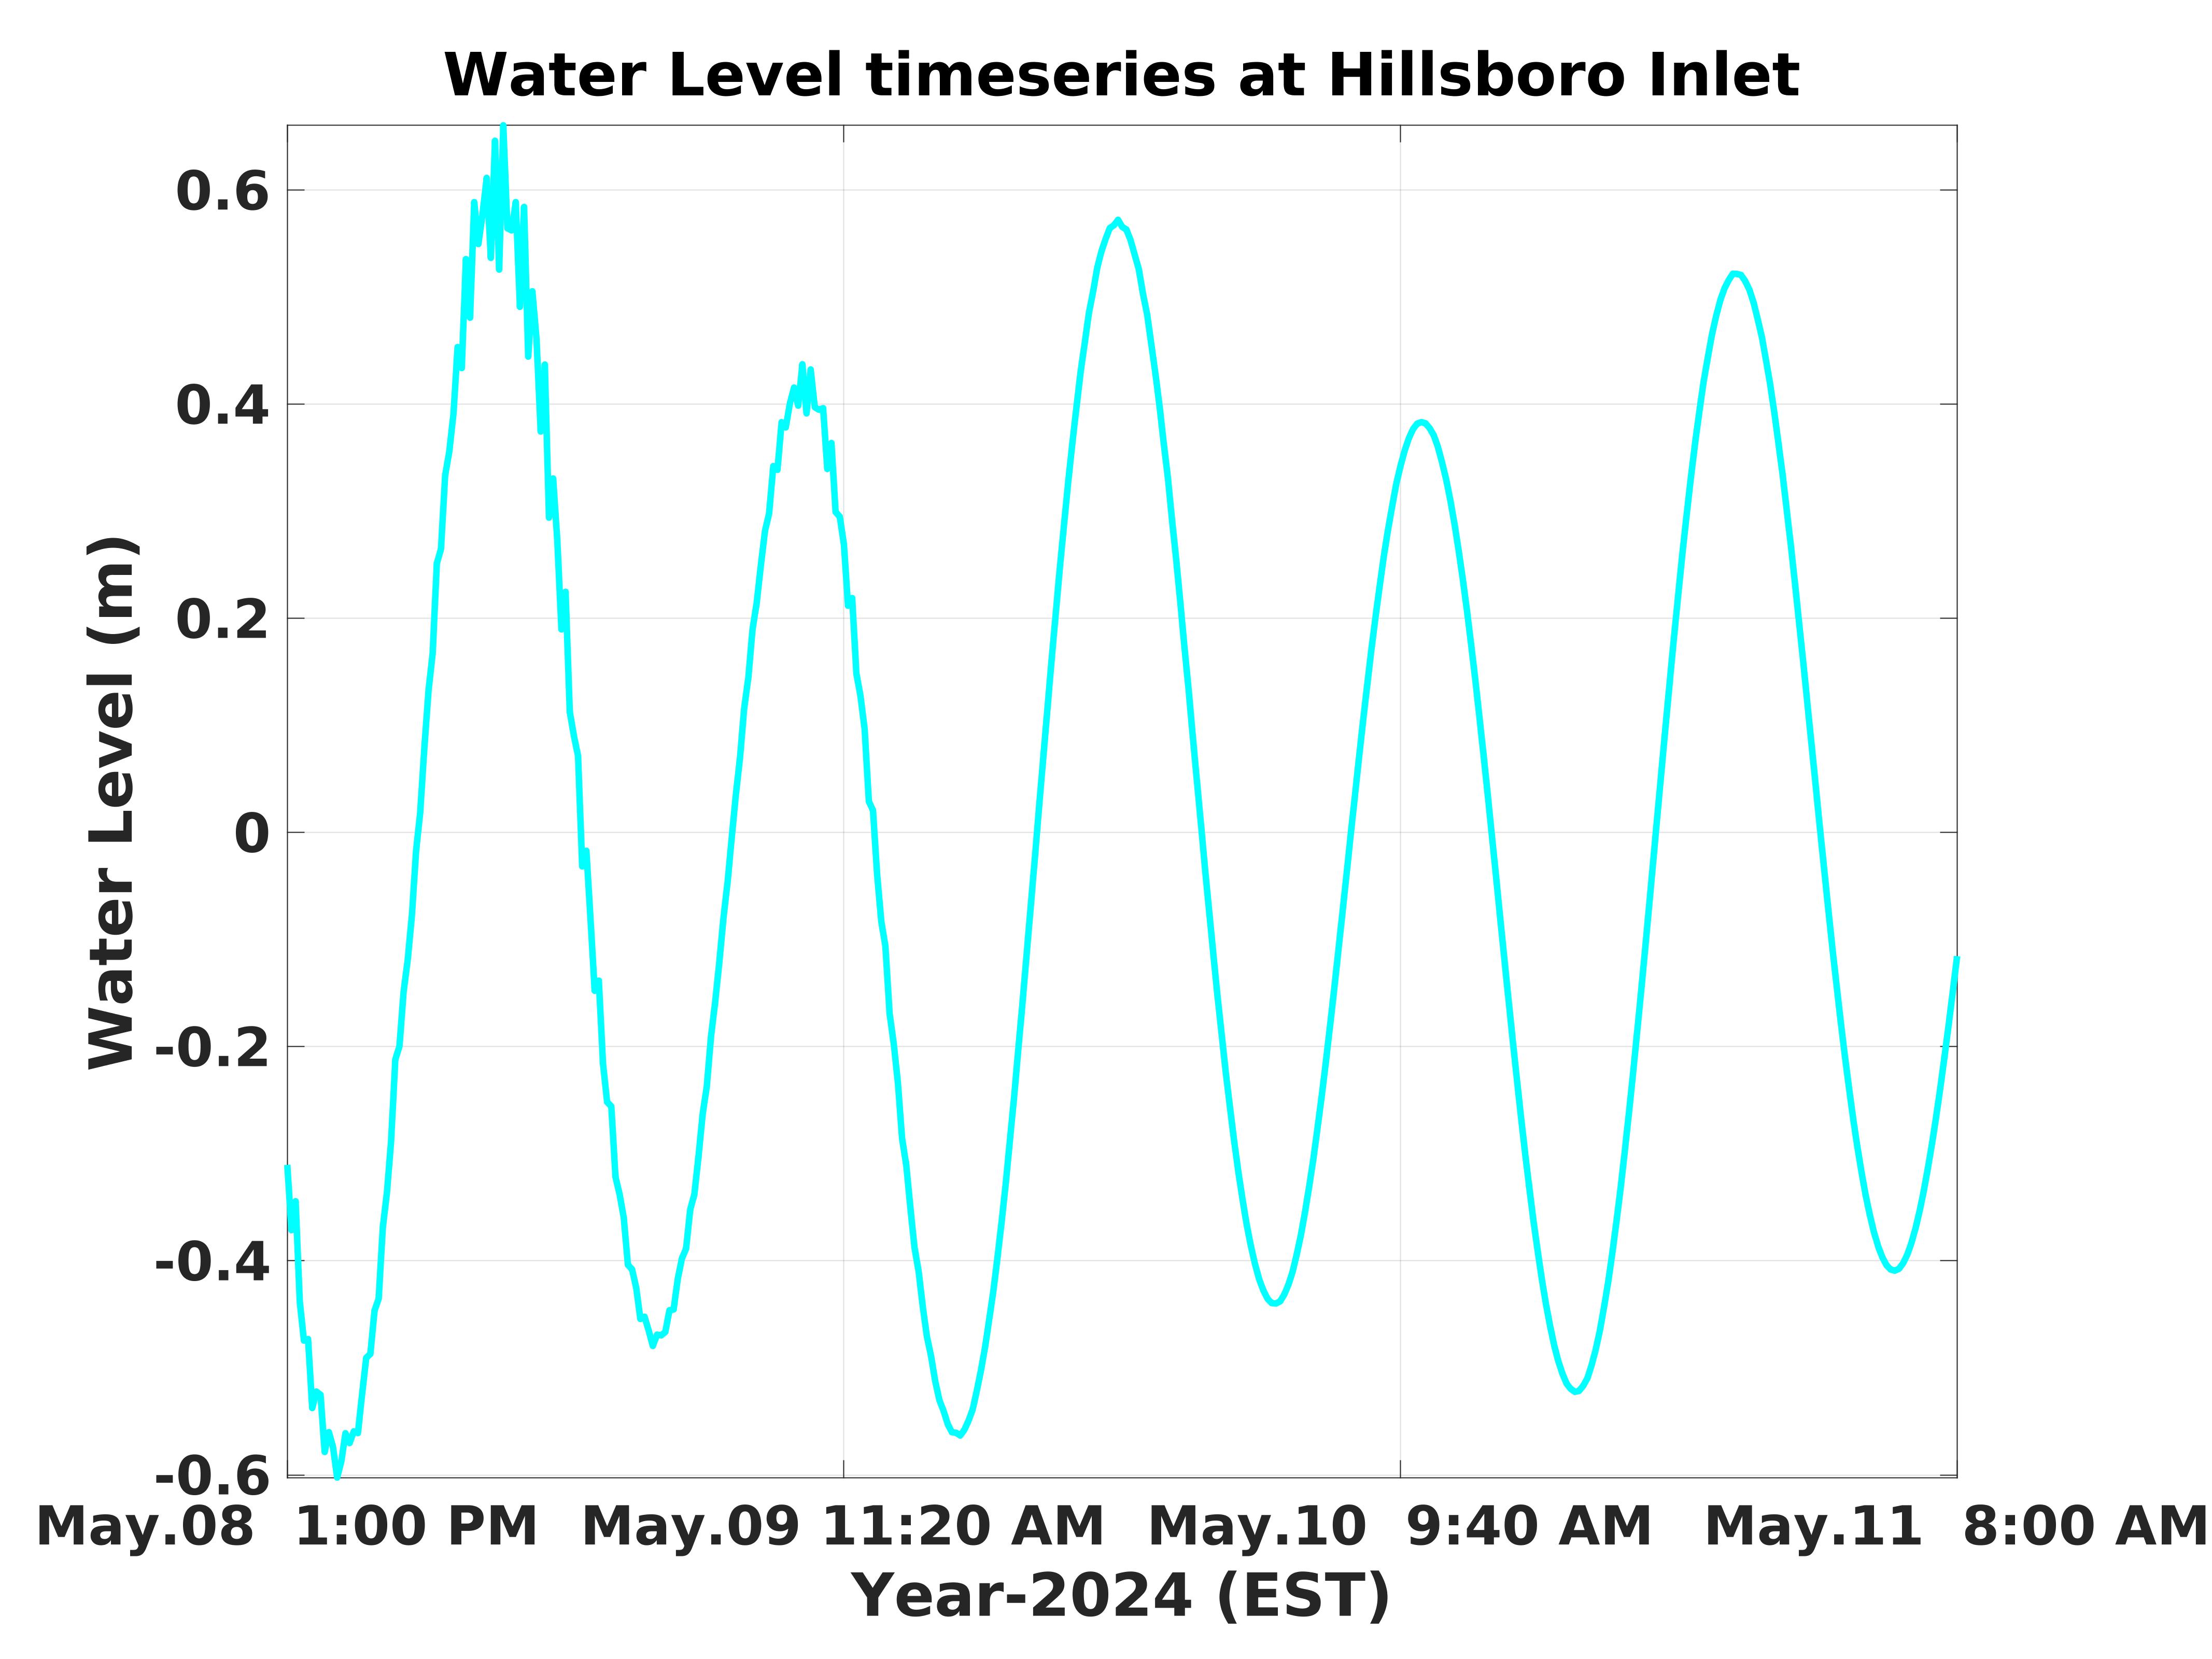 Water Level timeseries at Hillsboro Inlet
Water Level (m)
0.6
0.4
0.2
0
-0.2
-0.4
-0.6
May.08 1:00 PM May.09 11:20 AM May.10 9:40 AM May.11 8:00 AM
Year-2024 (EST)